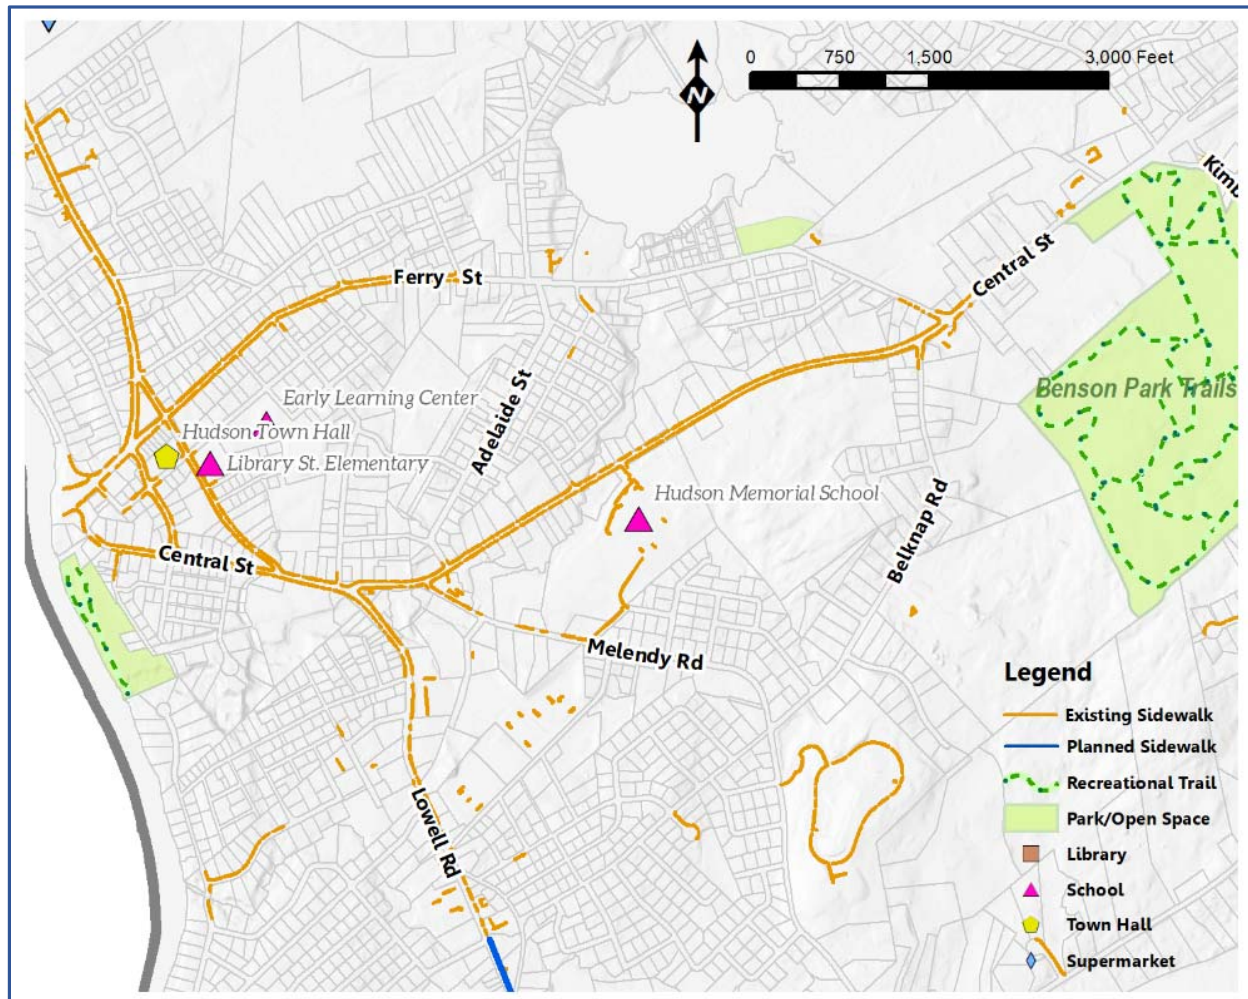 0 750 1,500 3,000 Feet
N
Kimb
Central St
Ferry St
Early Learning Center
Adelaide St
Benson Park Trails
Hudson Town Hall
Library St. Elementary
Hudson Memorial School
Belknap Rd
Central St
Melendy Rd
Lowell Rd
Legend
Existing Sidewalk
Planned Sidewalk
Recreational Trail
Park/Open Space
Library
School
Town Hall
Supermarket